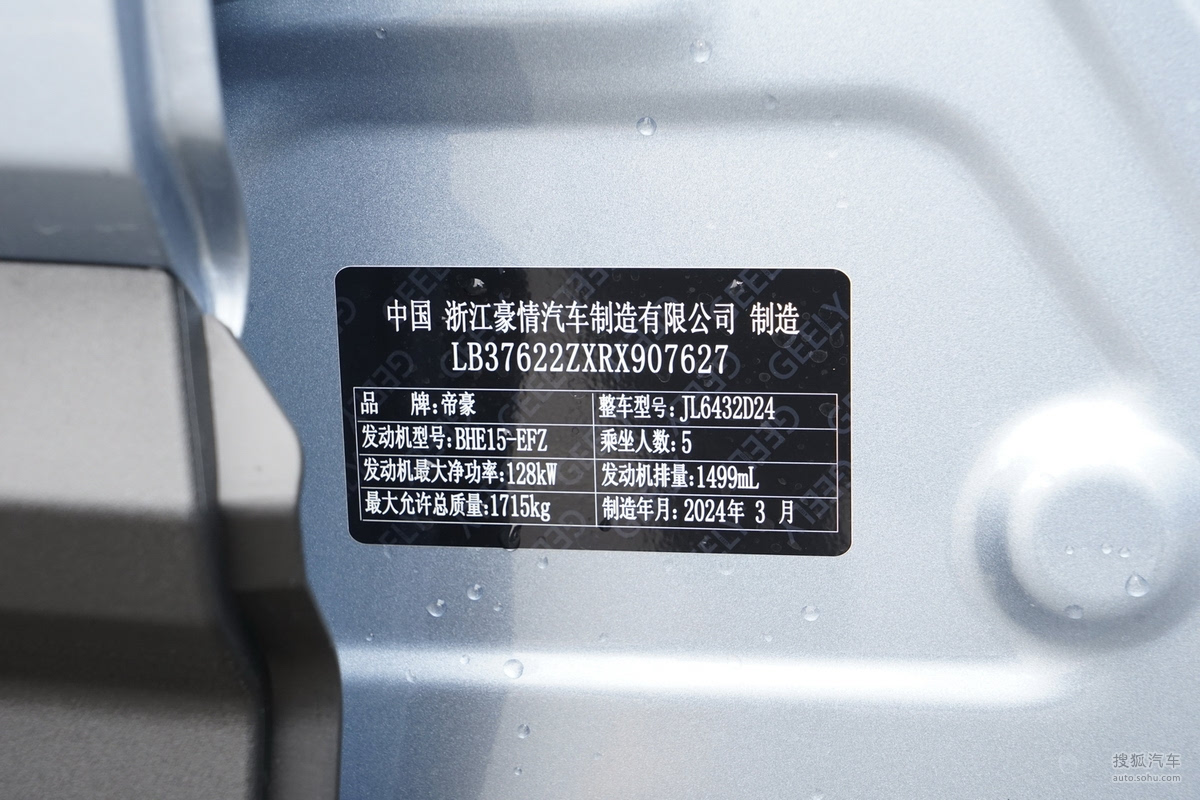 中国 浙江豪情汽车制造有限公司 制造
LB37622ZXRX907627
品 牌:帝豪 整车型号:JL6432D24
发动机型号:BHE15-EFZ 乘坐人数:5
发动机最大净功率:128kW 发动机排量:1499mL
最大允许总质量:1715kg 制造年月:2024年 3 月
搜狐汽车
auto.sohu.com